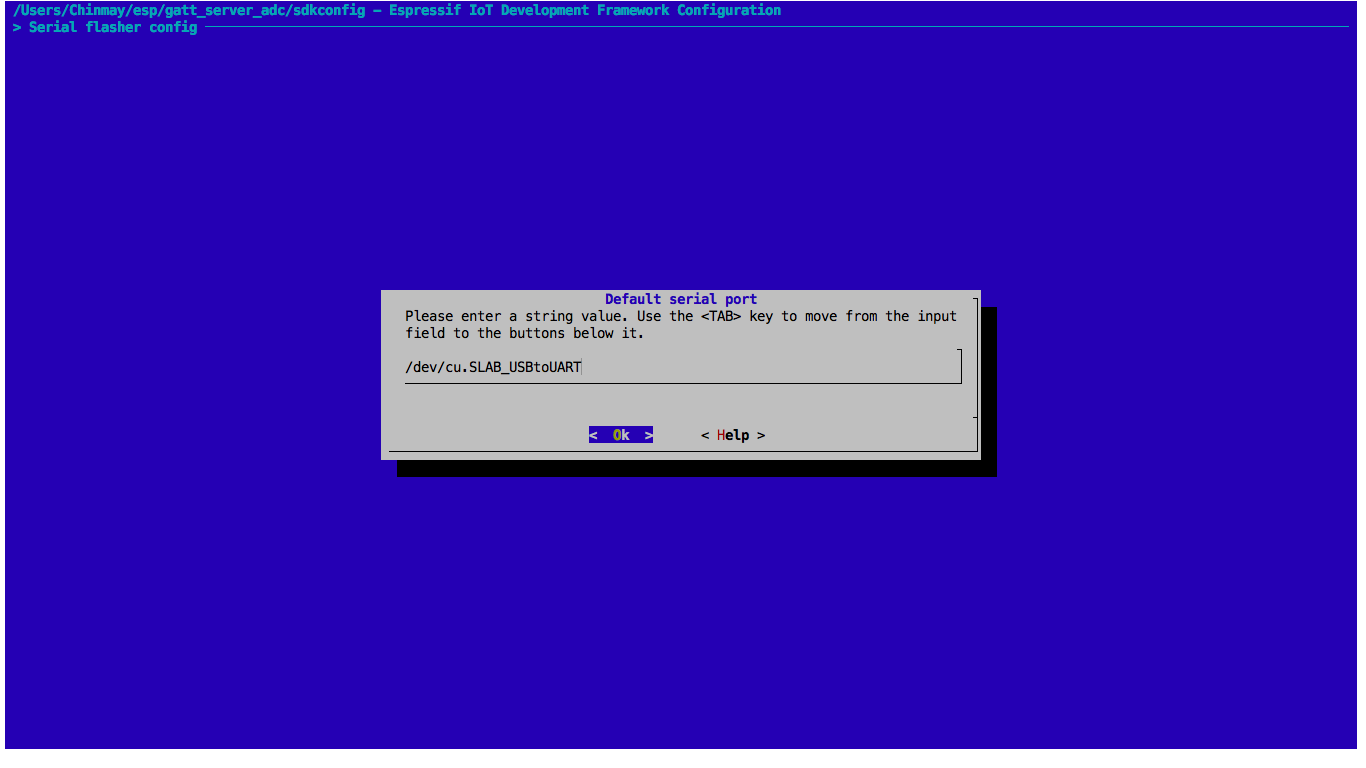 /Users/Chinmay/esp/gatt_server_adc/sdkconfig - Espressif IoT Development Framework Configuration
> Serial flasher config
Default serial port
Please enter a string value. Use the <TAB> key to move from the input
field to the buttons below it.
/dev/cu.SLAB_USBtoUART
< Ok > < Help >